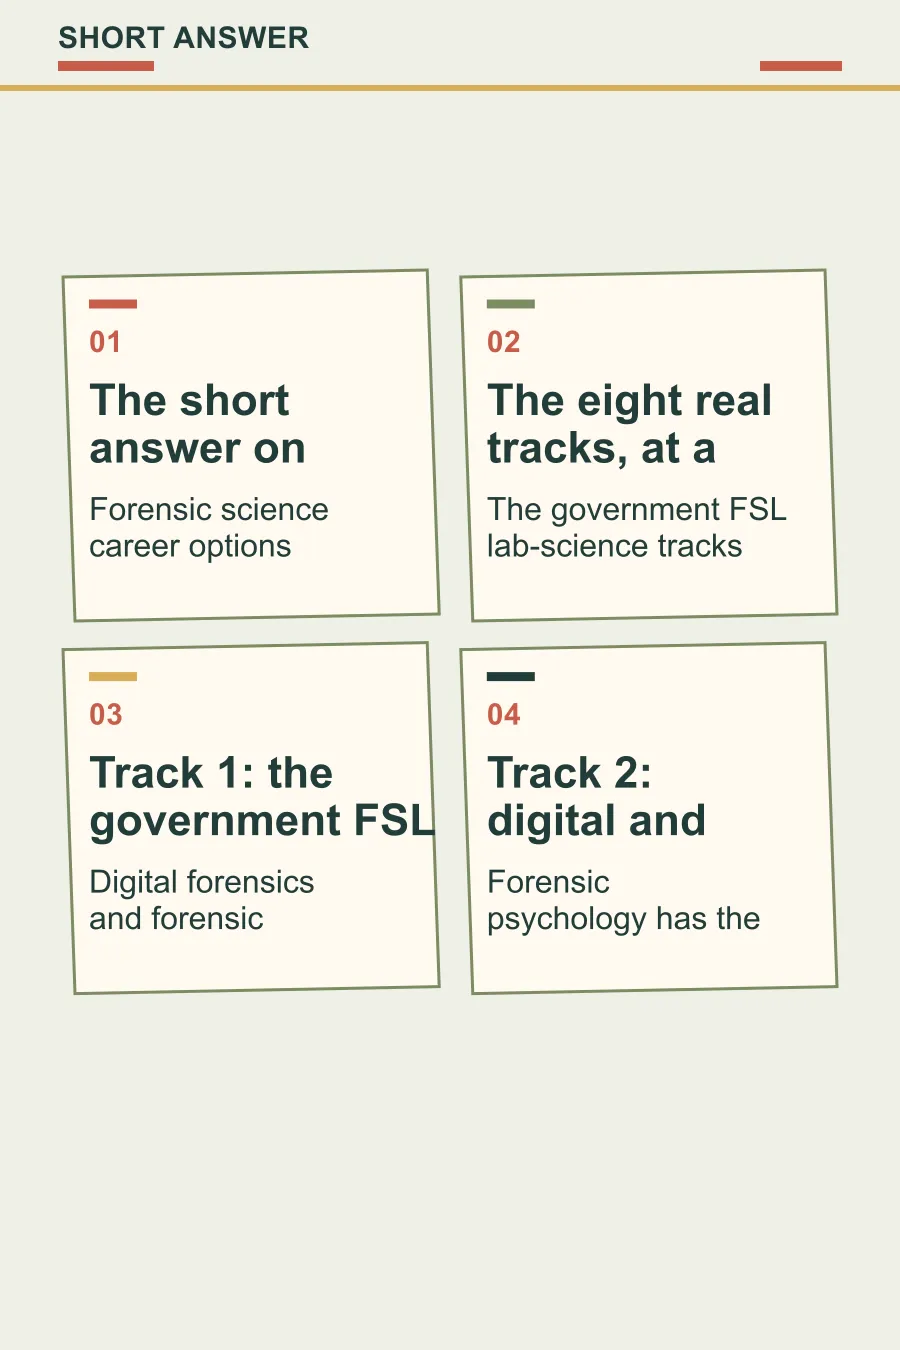 SHORT ANSWER
01
The short
answer on
Forensic science
career options
02
The eight real
tracks, at a
The government FSL
lab-science tracks
03
Track 1: the
government FSL
Digital forensics
and forensic
04
Track 2:
digital and
Forensic
psychology has the